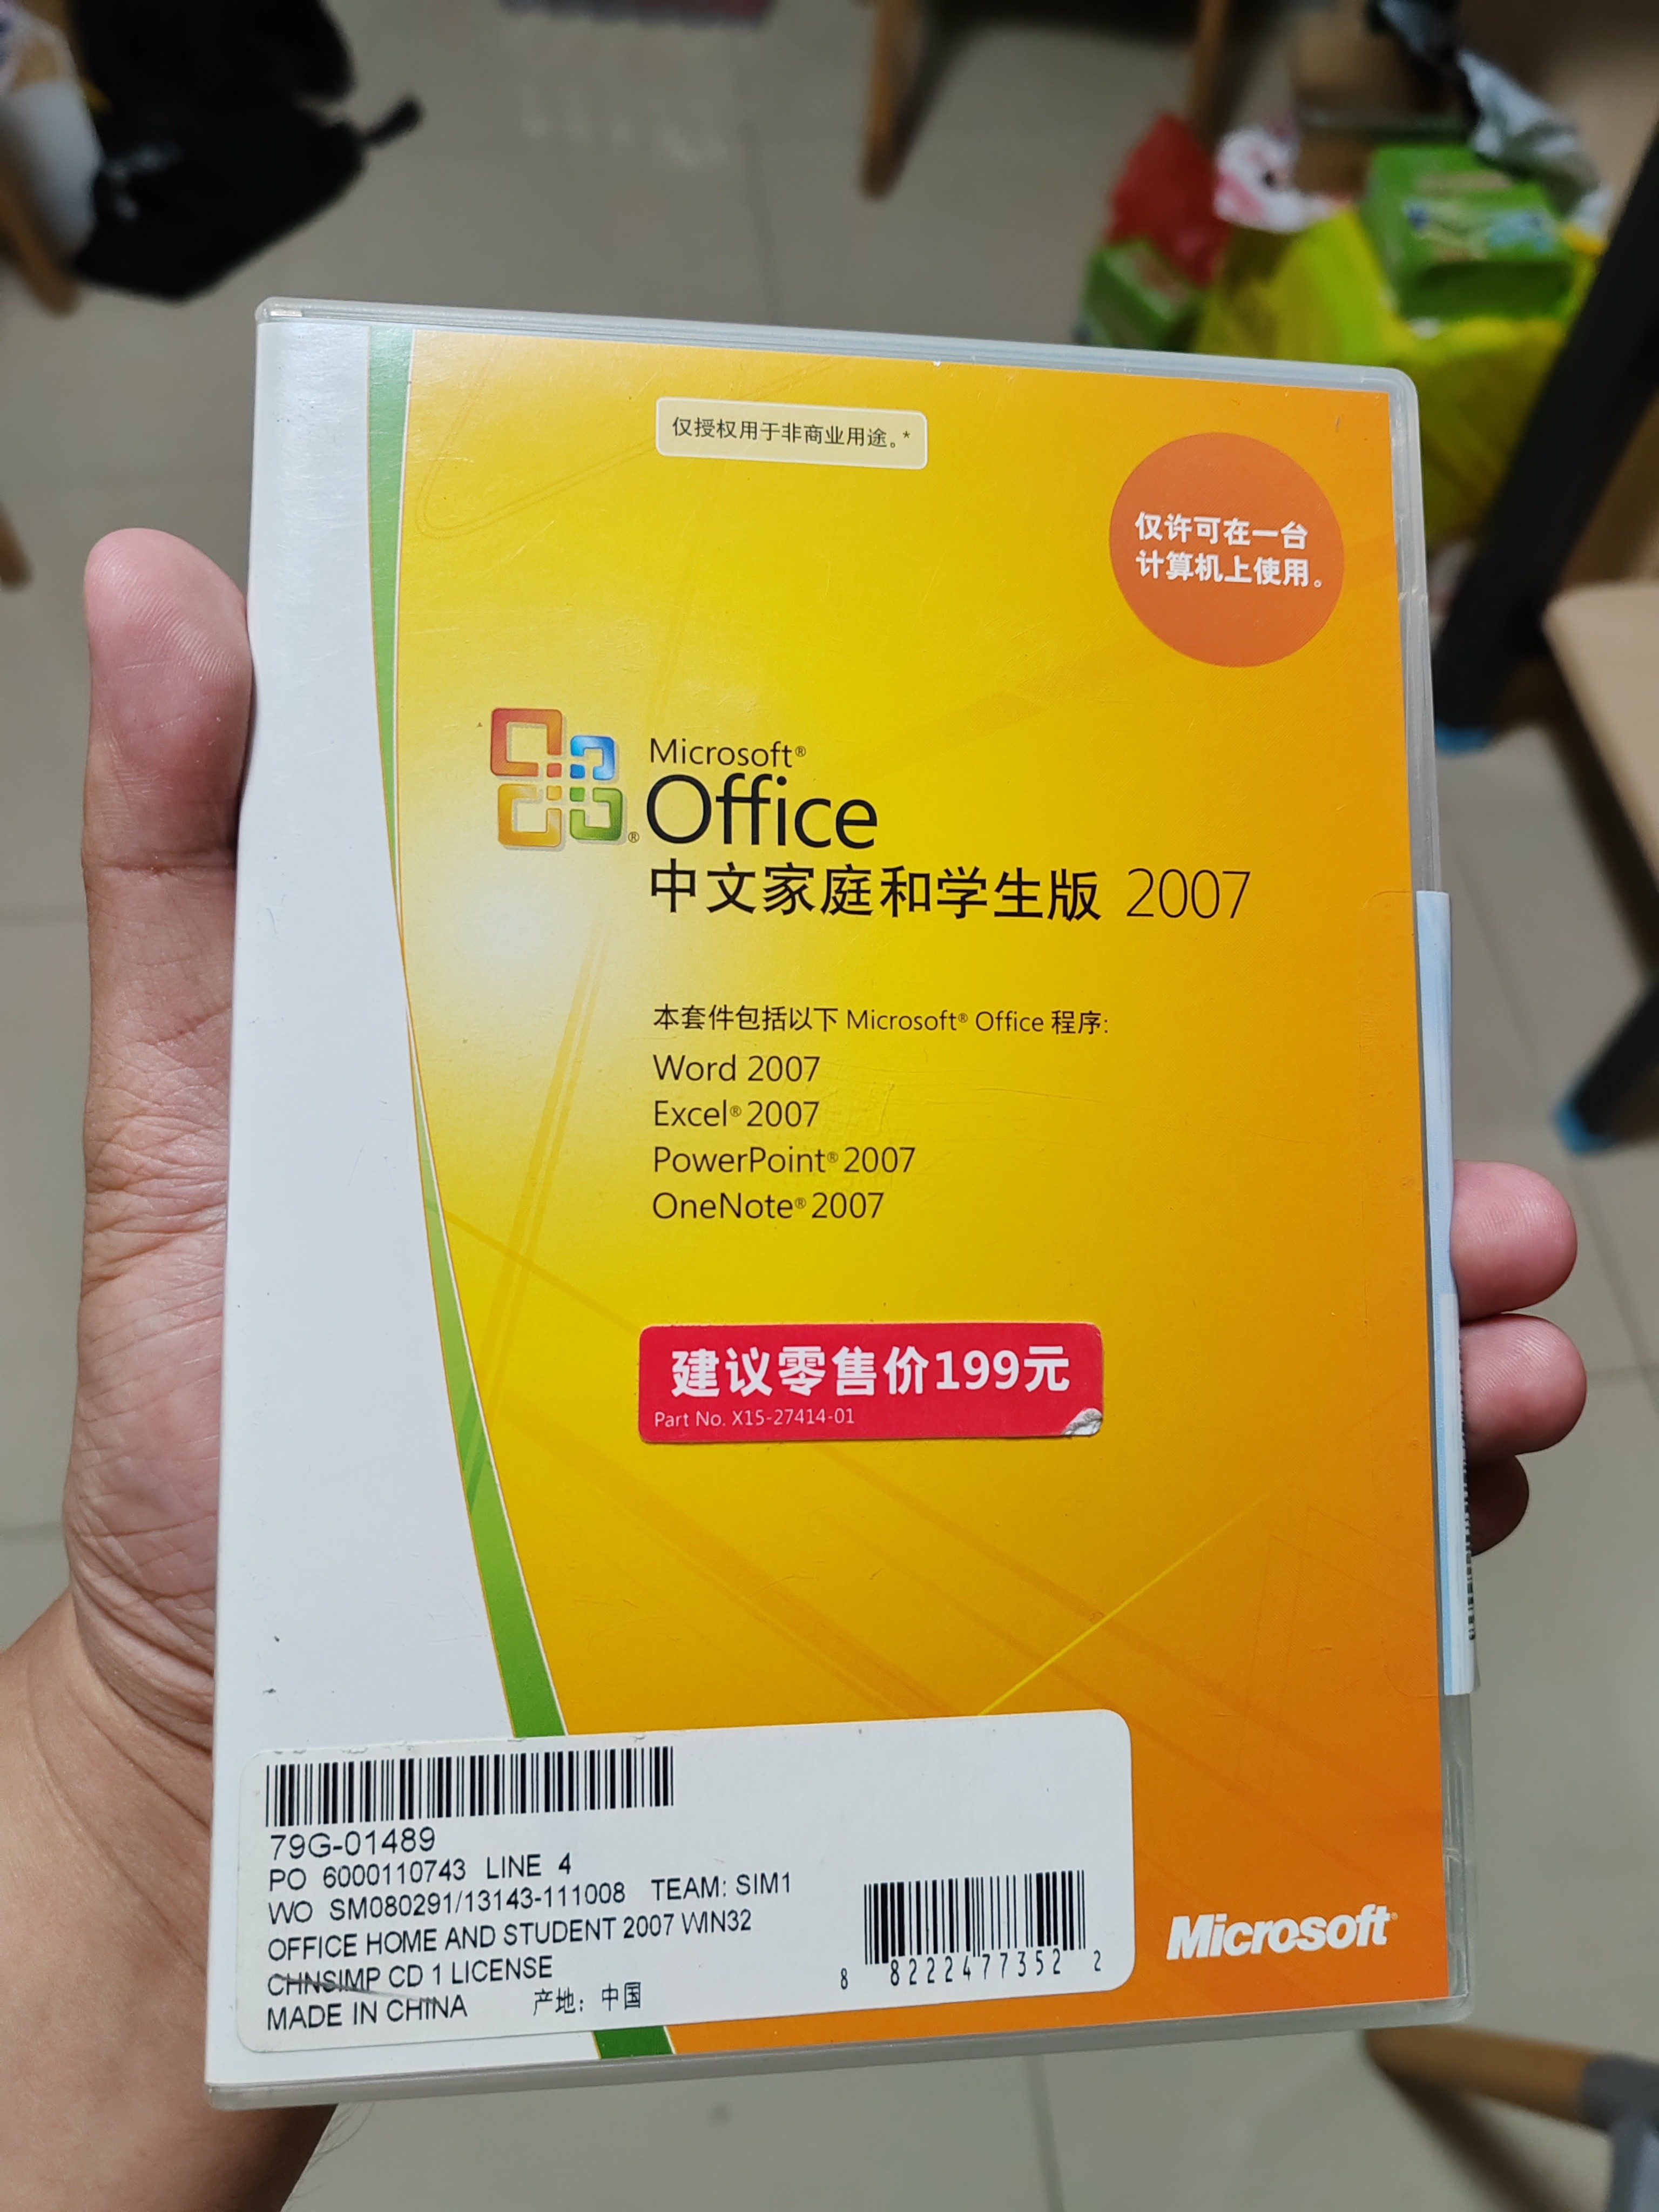 仅授权用于非商业用途。*
仅许可在一台
计算机上使用。
Microsoft®
Office
中文家庭和学生版 2007
本套件包括以下 Microsoft® Office 程序:
Word 2007
Excel® 2007
PowerPoint® 2007
OneNote® 2007
建议零售价199元
Part No. X15-27414-01
79G-01489
PO 6000110743 LINE 4
WO SM080291/13143-111008 TEAM: SIM1
OFFICE HOME AND STUDENT 2007 WIN32
CHNSIMP CD 1 LICENSE
MADE IN CHINA 产地：中国
8 82224 77352 2
Microsoft®